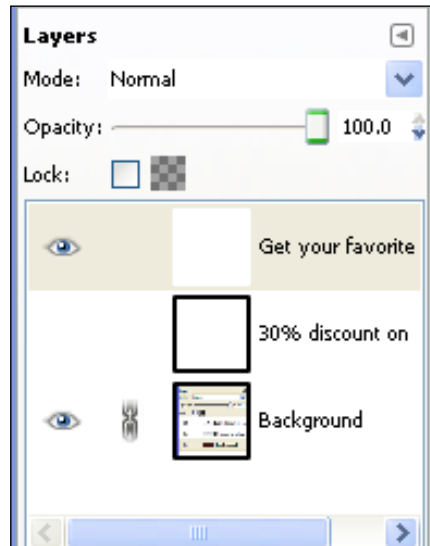 Layers
Mode: Normal
Opacity: 100.0
Lock:
Get your favorite
30% discount on
Background